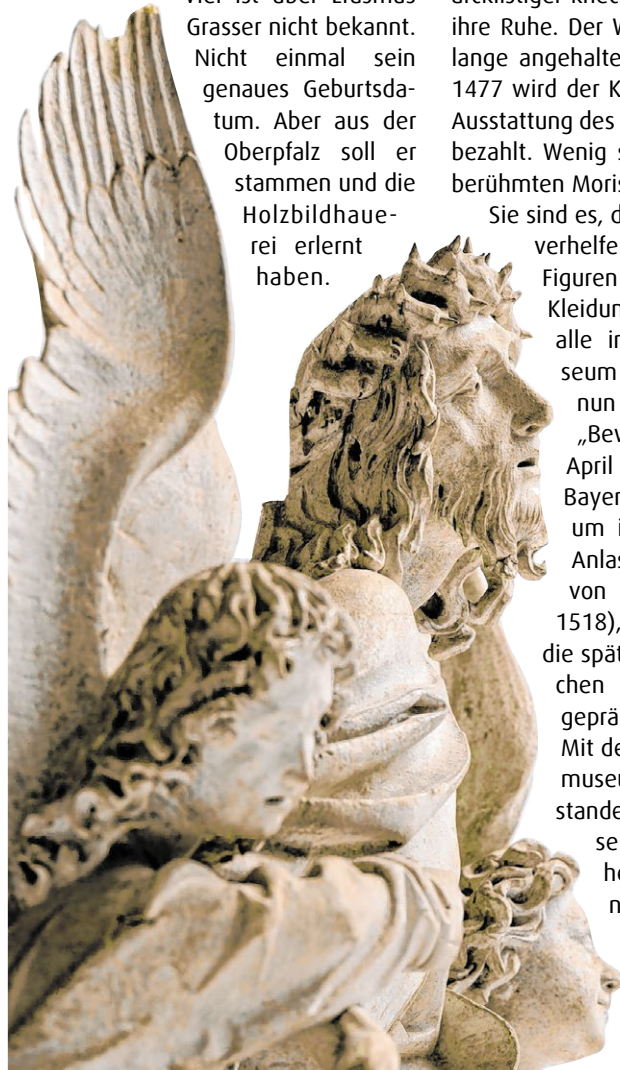 viel ist über Erasmus
Grasser nicht bekannt.
Nicht einmal sein
genaues Geburtsda-
tum. Aber aus der
Oberpfalz soll er
stammen und die
Holzbildhaue-
rei erlernt
haben.
ihre Ruhe. Der
lange angehalte
1477 wird der K
Ausstattung des
bezahlt. Wenig s
berühmten Moris
Sie sind es, d
verhelfe
Figuren
Kleidun
alle in
seum
nun
„Bev
April
Bayer
um i
Anlas
von
1518),
die spät
chen
geprä
Mit de
museu
stande
se
he
n